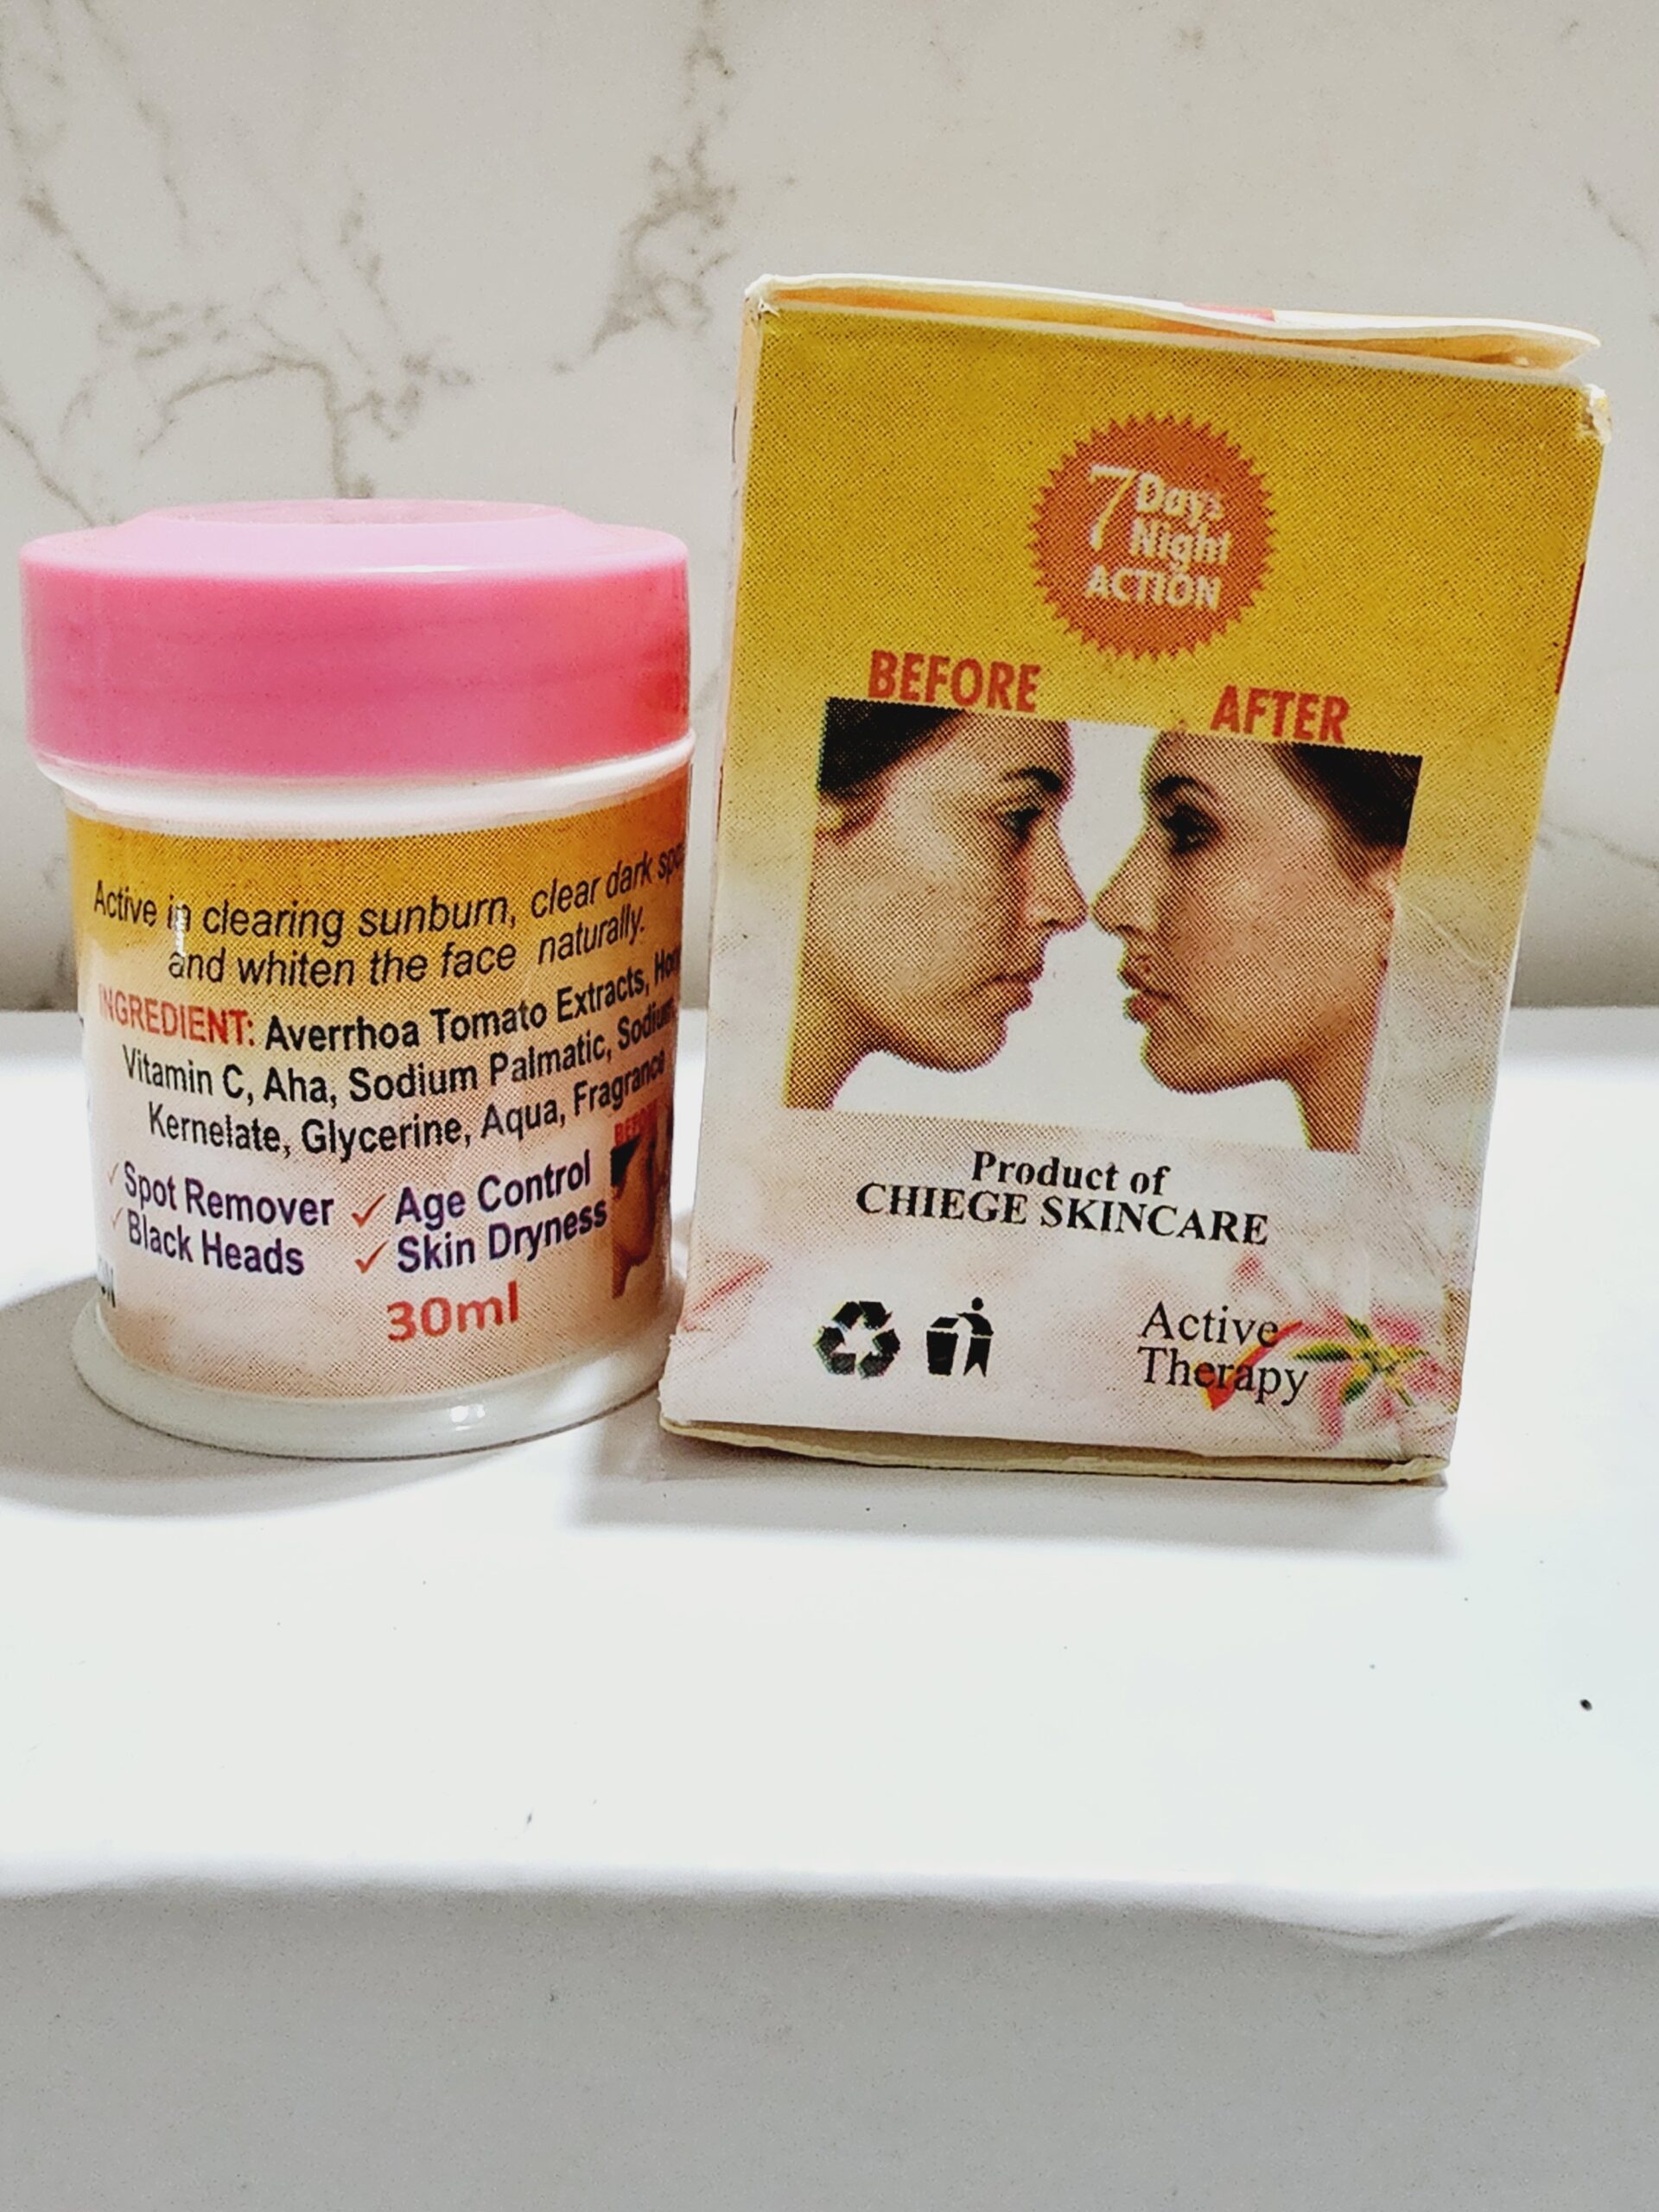 Active in clearing sunburn, clear dark
and whiten the face naturally.
INGREDIENT: Averrhoa Tomato Extracts,
Vitamin C, Aha, Sodium Palmatic, Sodium
Kernelate, Glycerine, Aqua, Fragrance
✓ Spot Remover ✓ Age Control
✓ Black Heads ✓ Skin Dryness
30ml
7 Days
Night
ACTION
BEFORE AFTER
Product of
CHIEGE SKINCARE
Active
Therapy